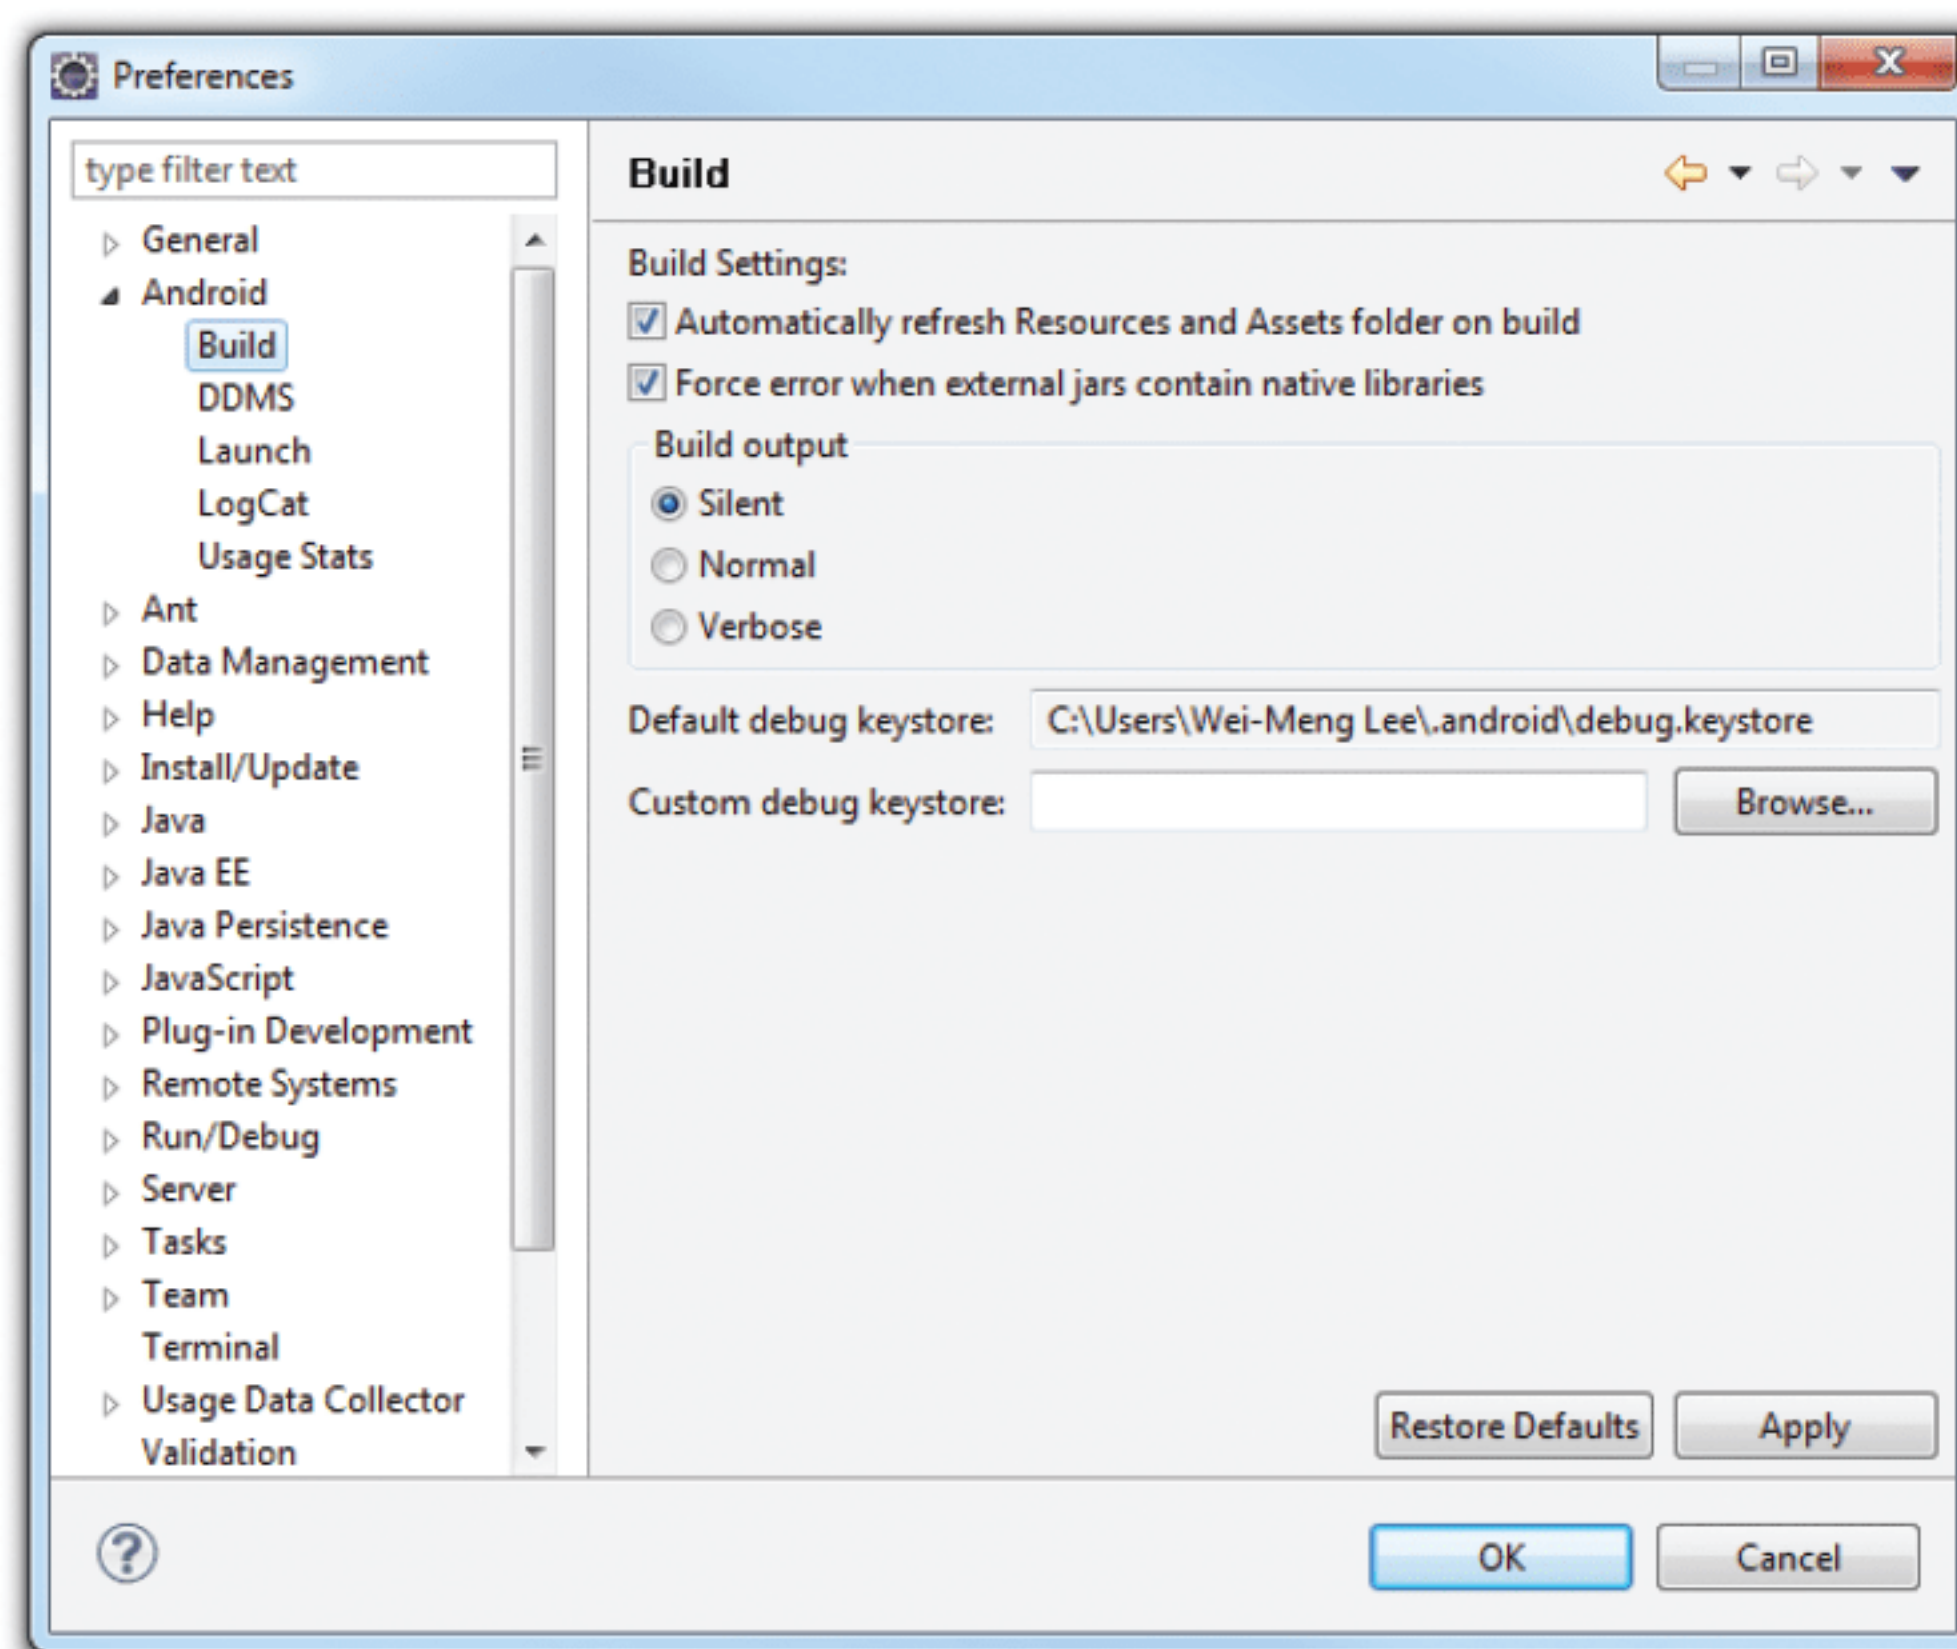 Preferences
type filter text
General
Android
Build
DDMS
Launch
LogCat
Usage Stats
Ant
Data Management
Help
Install/Update
Java
Java EE
Java Persistence
JavaScript
Plug-in Development
Remote Systems
Run/Debug
Server
Tasks
Team
Terminal
Usage Data Collector
Validation
Build
Build Settings:
Automatically refresh Resources and Assets folder on build
Force error when external jars contain native libraries
Build output
Silent
Normal
Verbose
Default debug keystore: C:\Users\Wei-Meng Lee\.android\debug.keystore
Custom debug keystore: Browse...
Restore Defaults Apply
OK Cancel